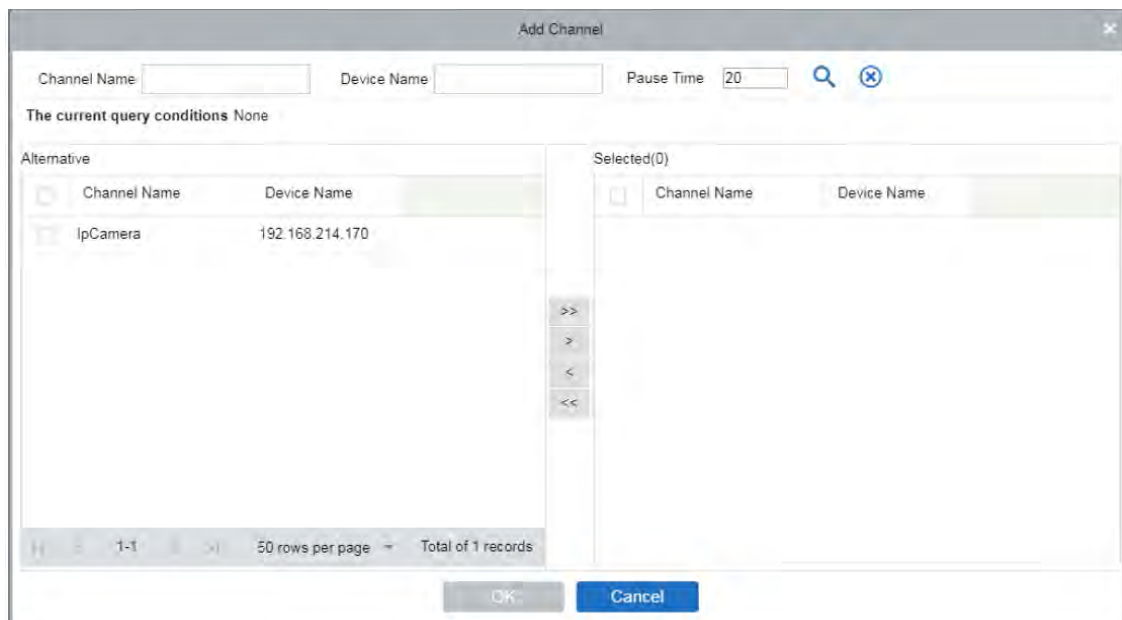 Add Channel
Channel Name Device Name Pause Time 20
The current query conditions None
Alternative Selected(0)
Channel Name Device Name Channel Name Device Name
IpCamera 192.168.214.170
>>
>
<
<<
1-1 50 rows per page Total of 1 records
OK Cancel